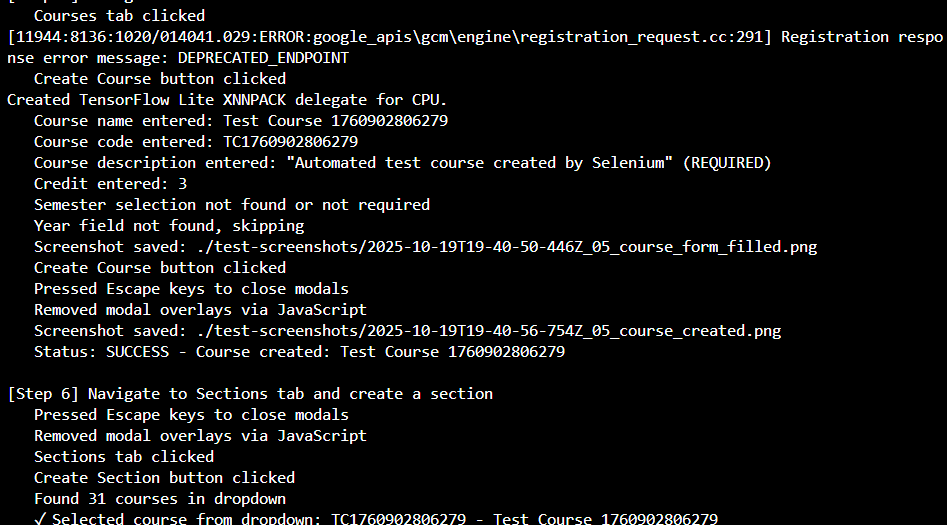 Courses tab clicked
[11944:8136:1020/014041.029:ERROR:google_apis\gcm\engine\registration_request.cc:291] Registration respo
nse error message: DEPRECATED_ENDPOINT
Create Course button clicked
Created TensorFlow Lite XNNPACK delegate for CPU.
Course name entered: Test Course 1760902806279
Course code entered: TC1760902806279
Course description entered: "Automated test course created by Selenium" (REQUIRED)
Credit entered: 3
Semester selection not found or not required
Year field not found, skipping
Screenshot saved: ./test-screenshots/2025-10-19T19-40-50-446Z_05_course_form_filled.png
Create Course button clicked
Pressed Escape keys to close modals
Removed modal overlays via JavaScript
Screenshot saved: ./test-screenshots/2025-10-19T19-40-56-754Z_05_course_created.png
Status: SUCCESS - Course created: Test Course 1760902806279
[Step 6] Navigate to Sections tab and create a section
Pressed Escape keys to close modals
Removed modal overlays via JavaScript
Sections tab clicked
Create Section button clicked
Found 31 courses in dropdown
✓ Selected course from dropdown: TC1760902806279 - Test Course 1760902806279